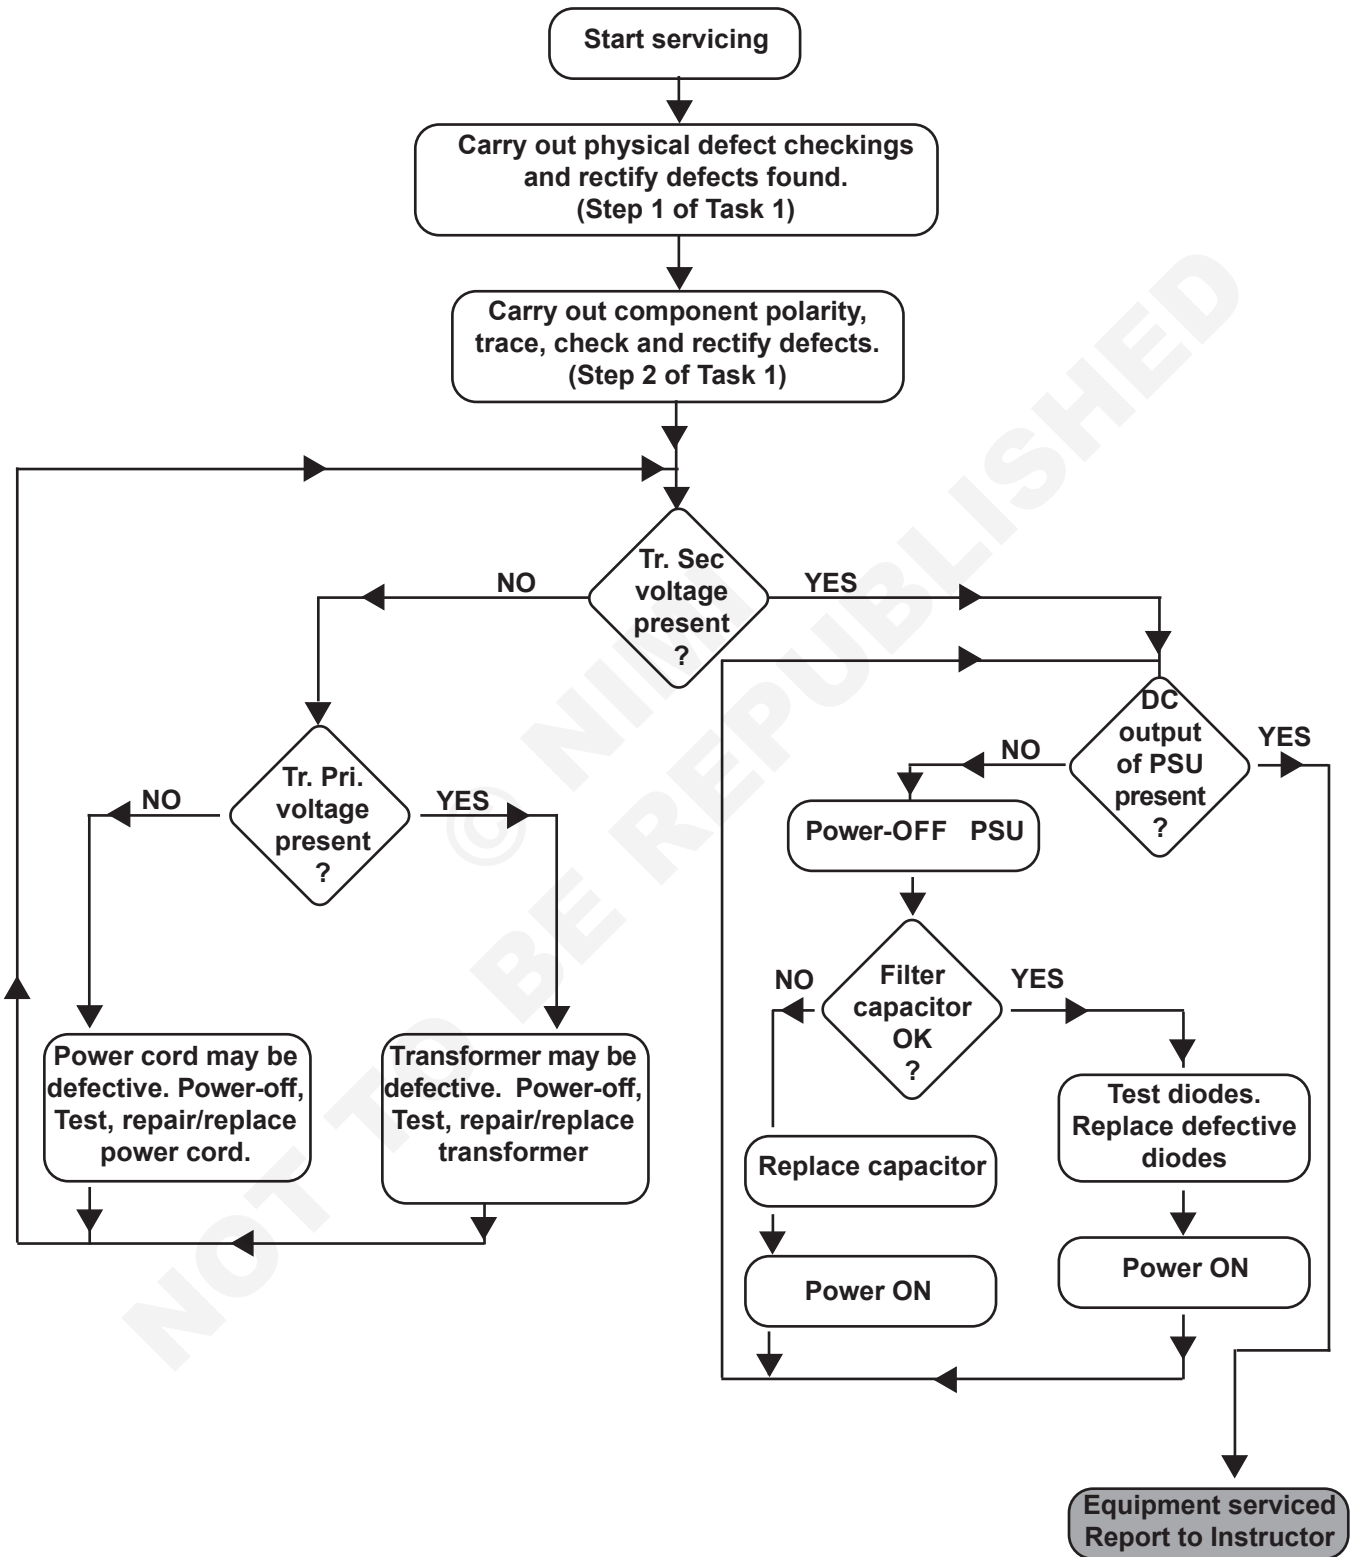 Start servicing
Carry out physical defect checkings
and rectify defects found.
(Step 1 of Task 1)
Carry out component polarity,
trace, check and rectify defects.
(Step 2 of Task 1)
Tr. Sec
voltage
present
?
NO
YES
Tr. Pri.
voltage
present
?
NO
YES
Power cord may be
defective. Power-off,
Test, repair/replace
power cord.
Transformer may be
defective. Power-off,
Test, repair/replace
transformer
DC
output
of PSU
present
?
NO
YES
Power-OFF PSU
Filter
capacitor
OK
?
NO
YES
Replace capacitor
Power ON
Test diodes.
Replace defective
diodes
Power ON
Equipment serviced
Report to Instructor
© NIMI
NOT TO BE REPUBLISHED